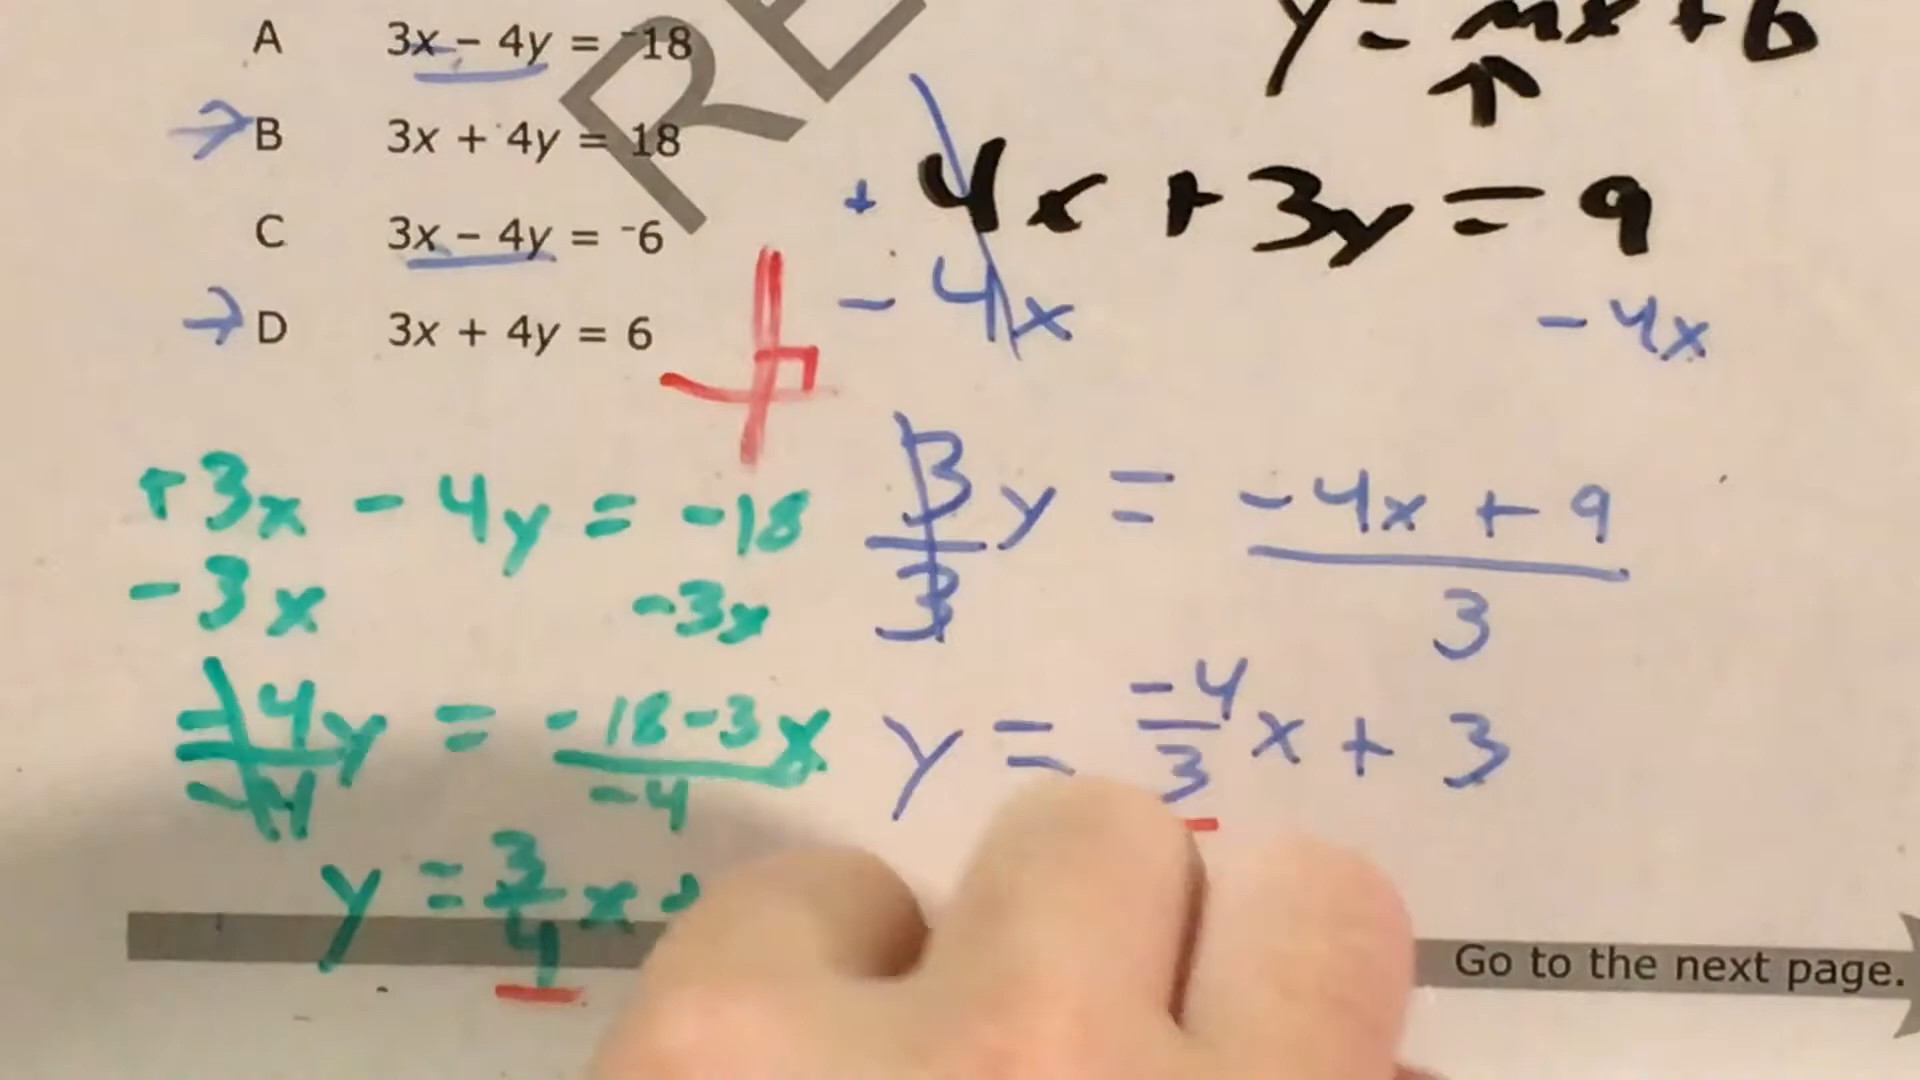 y = mx + b
A 3x – 4y = ⁻18
B 3x + 4y = 18
C 3x – 4y = ⁻6
D 3x + 4y = 6
RE
+ 4x + 3y = 9
- 4x - 4x
+3x - 4y = -18
- 3x -3x
-4y = -18-3x
-4 -4
y = 3/4 x
3y = -4x + 9
3 3
y = -4/3 x + 3
Go to the next page.